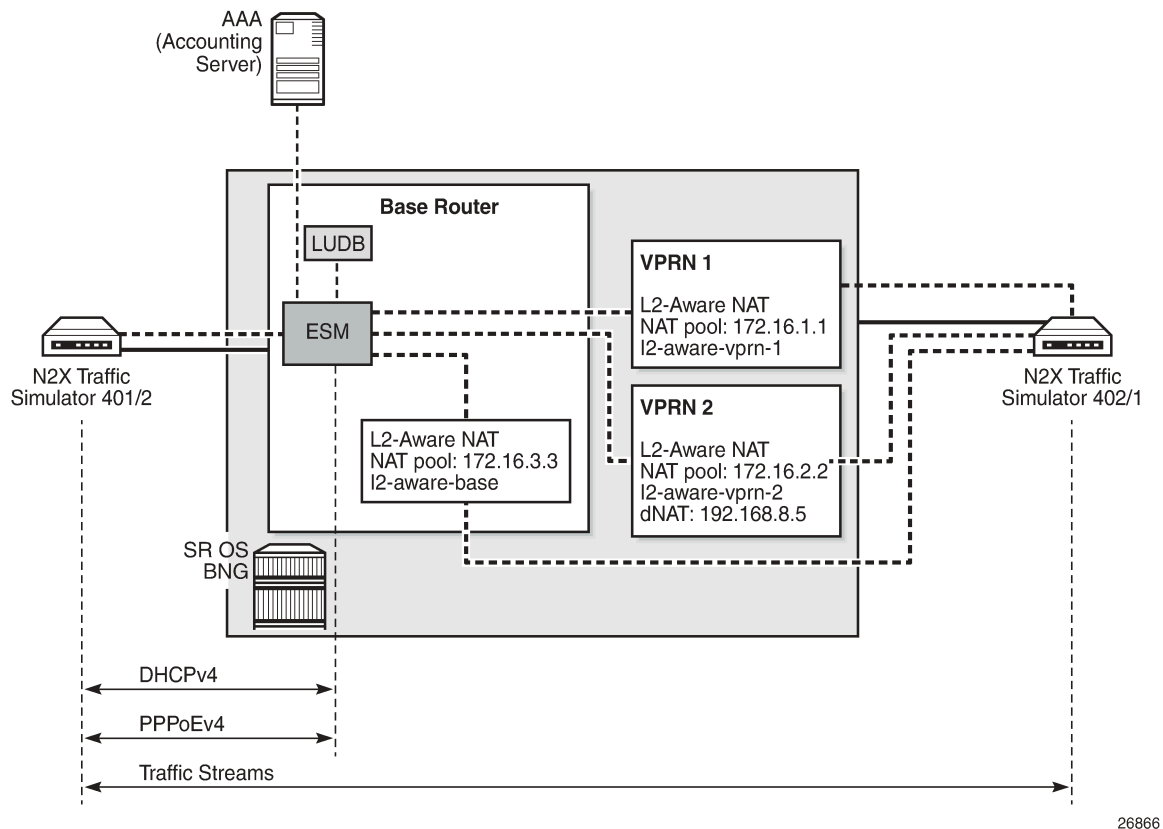 AAA
(Accounting
Server)
Base Router
LUDB
ESM
VPRN 1
L2-Aware NAT
NAT pool: 172.16.1.1
l2-aware-vprn-1
N2X Traffic
Simulator 401/2
N2X Traffic
Simulator 402/1
VPRN 2
L2-Aware NAT
NAT pool: 172.16.2.2
l2-aware-vprn-2
dNAT: 192.168.8.5
L2-Aware NAT
NAT pool: 172.16.3.3
l2-aware-base
SR OS
BNG
DHCPv4
PPPoEv4
Traffic Streams
26866